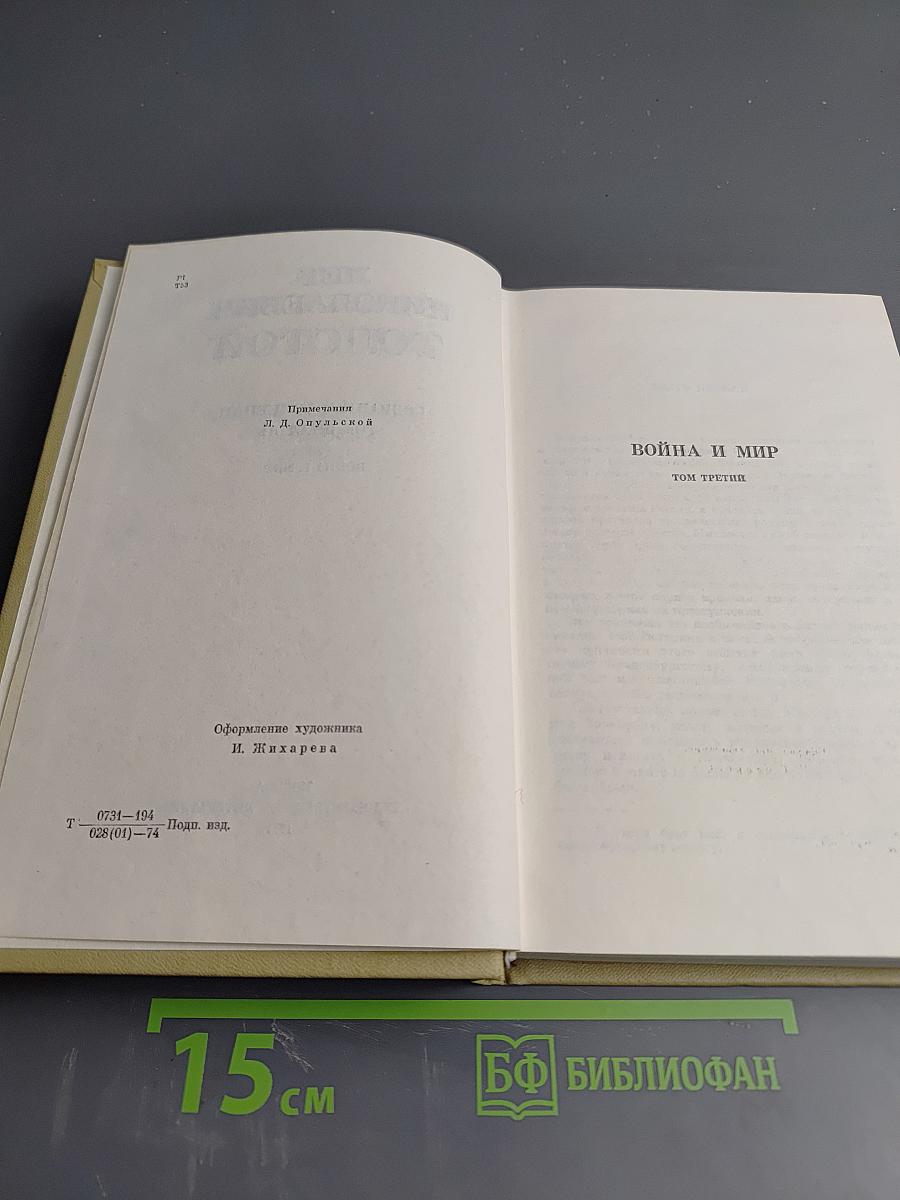 Р1
Т53
Примечания
Л. Д. Опульской
Оформление художника
И. Жихарева
Т 0731—194
028(01)—74 Подп. изд.
ВОЙНА И МИР
ТОМ ТРЕТИЙ
15 см
БФ БИБЛИОФАН